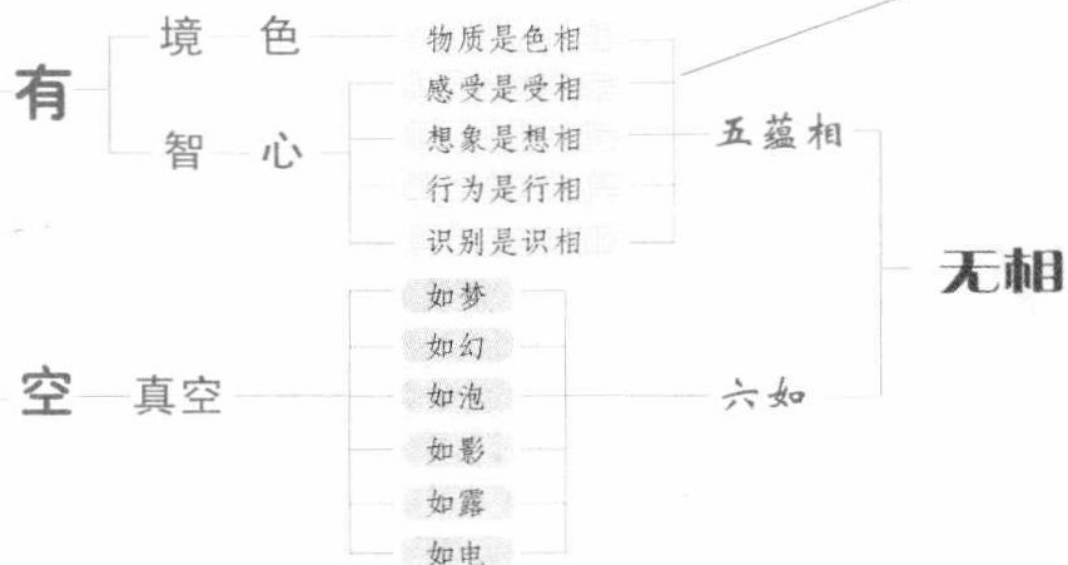 有
境 色
智 心
物质是色相
感受是受相
想象是想相
行为是行相
识别是识相
五蕴相
空
真空
如梦
如幻
如泡
如影
如露
如电
六如
无相